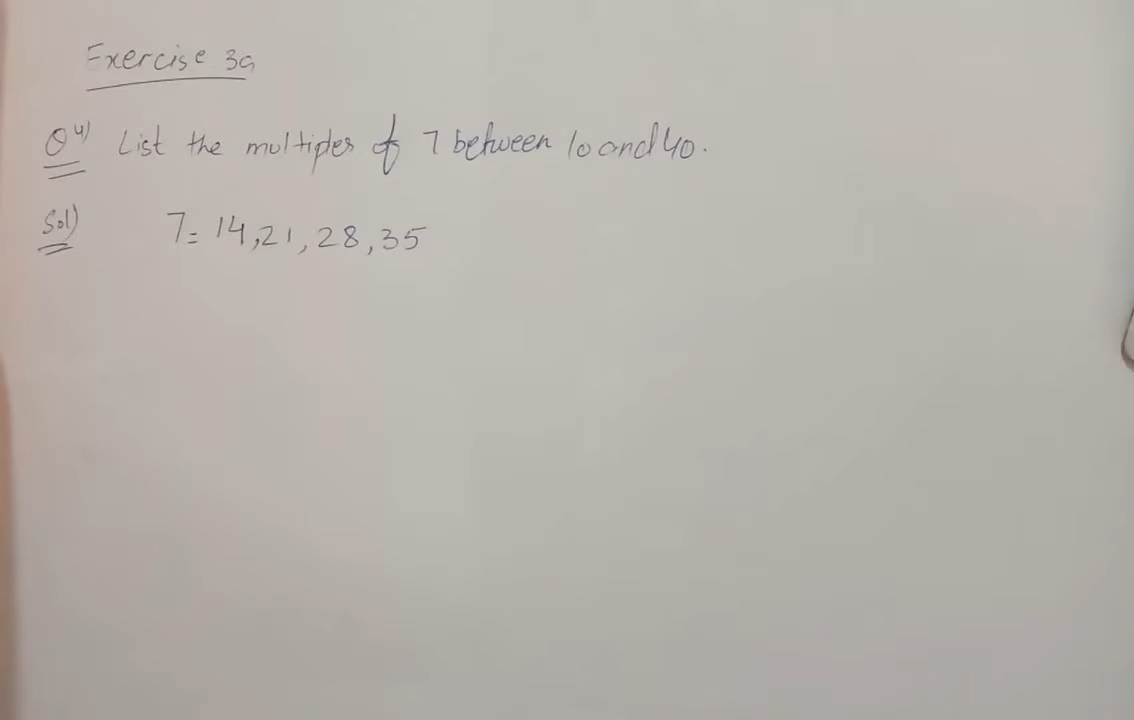 Exercise 3a
Q4) List the multiples of 7 between 10 and 40.
Sol) 7= 14,21,28,35